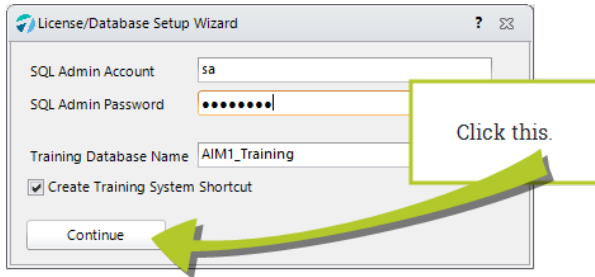 License/Database Setup Wizard ?
SQL Admin Account sa
SQL Admin Password ●●●●●●●●
Click this.
Training Database Name AIM1_Training
Create Training System Shortcut
Continue